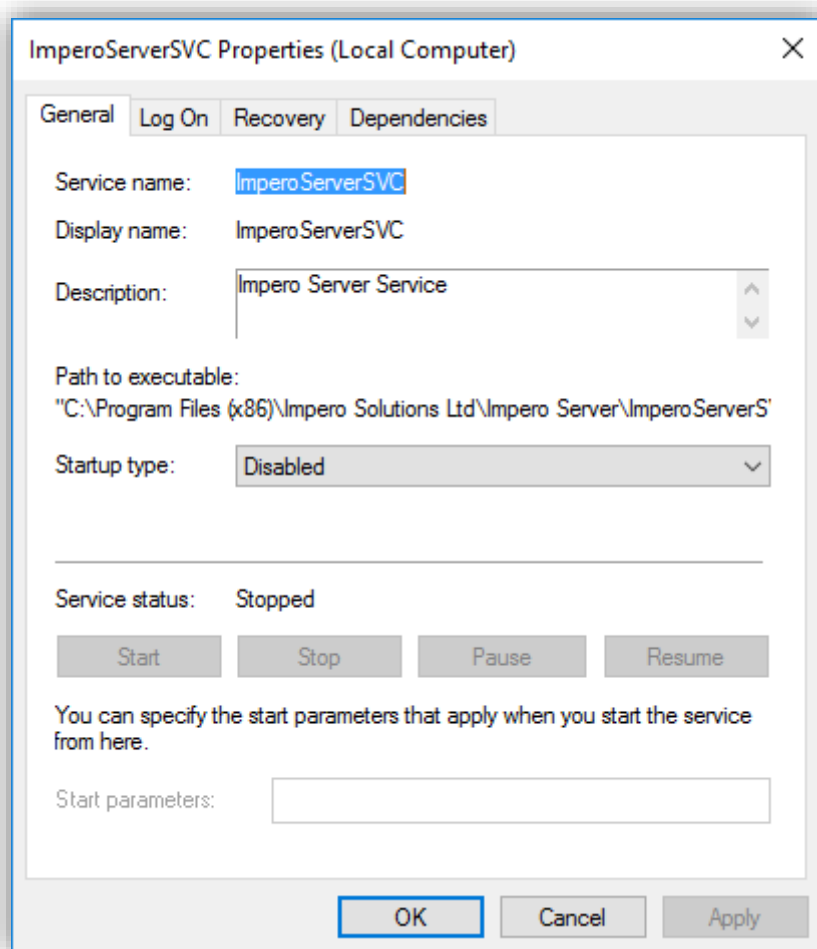 ImperoServerSVC Properties (Local Computer)
General Log On Recovery Dependencies
Service name: ImperoServerSVC
Display name: ImperoServerSVC
Description: Impero Server Service
Path to executable:
"C:\Program Files (x86)\Impero Solutions Ltd\Impero Server\ImperoServerS
Startup type: Disabled
Service status: Stopped
Start Stop Pause Resume
You can specify the start parameters that apply when you start the service
from here.
Start parameters:
OK Cancel Apply